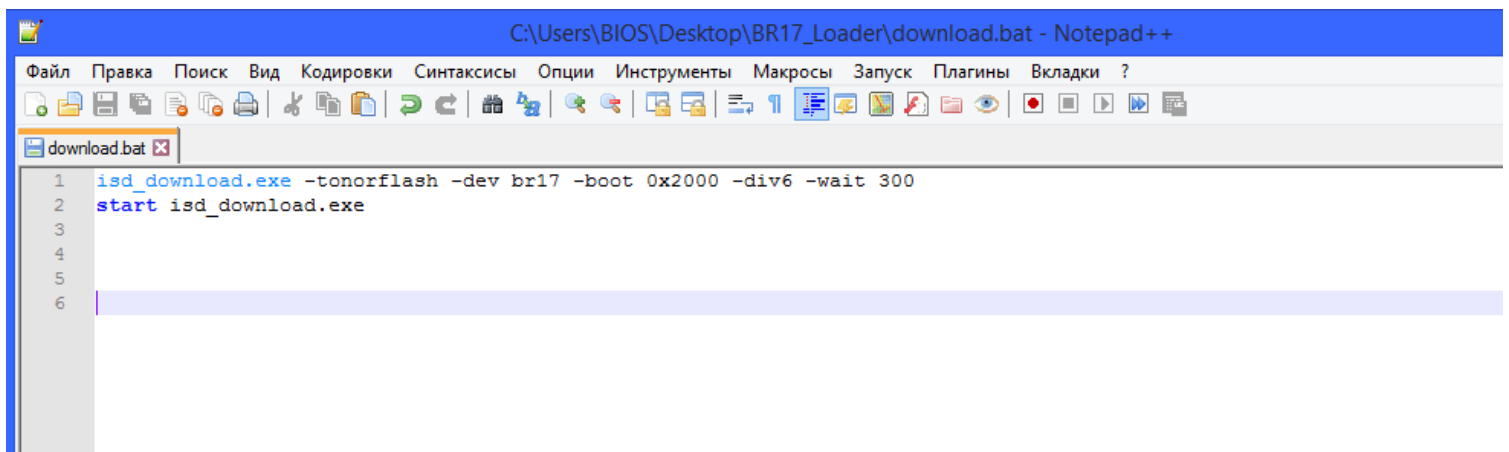 C:\Users\BIOS\Desktop\BR17_Loader\download.bat - Notepad++
Файл Правка Поиск Вид Кодировки Синтаксисы Опции Инструменты Макросы Запуск Плагины Вкладки ?
download.bat
1 isd_download.exe -tonorflash -dev br17 -boot 0x2000 -div6 -wait 300
2 start isd_download.exe
3
4
5
6